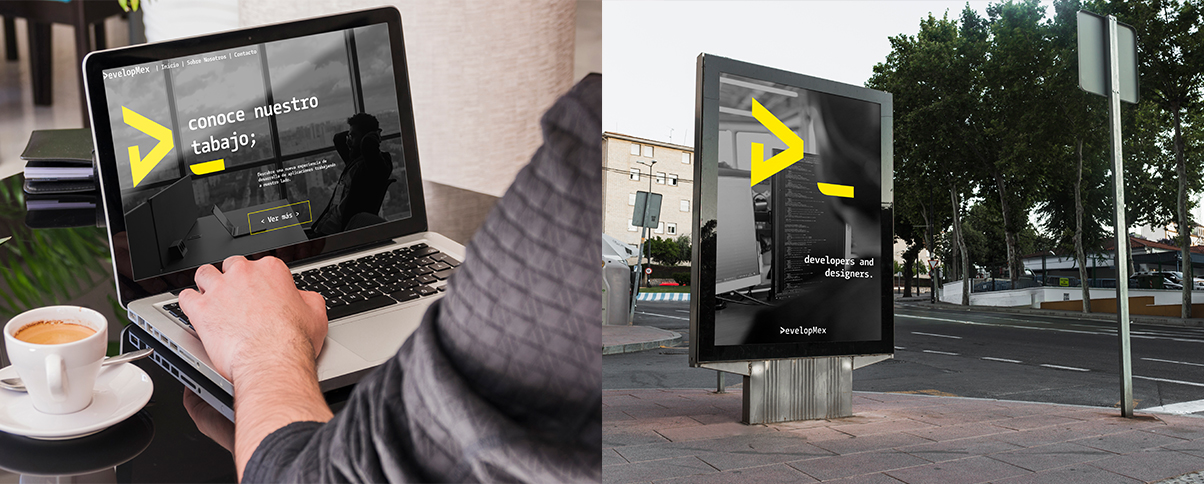 >evelopMex | Inicio | Sobre Nosotros | Contacto
conoce nuestro
tabajo;
Descubre una nueva experiencia de
desarrollo de aplicaciones trabajando
a nuestro lado.
< Ver más >
developers and
designers.
>evelopMex